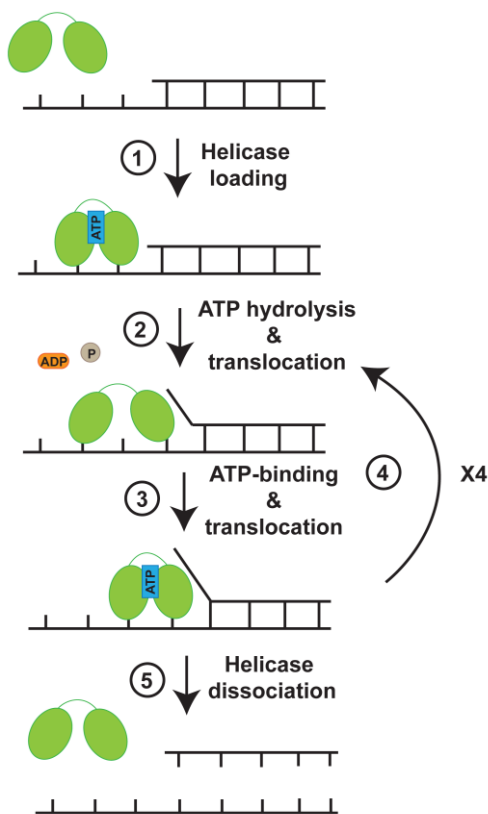 1
Helicase
loading
ATP
2
ATP hydrolysis
&
translocation
ADP
P
3
ATP-binding
&
translocation
4
X4
ATP
5
Helicase
dissociation